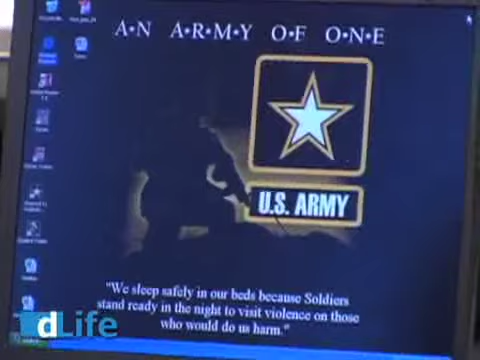 A·N A·R·M·Y O·F O·N·E
U.S. ARMY
"We sleep safely in our beds because Soldiers
stand ready in the night to visit violence on those
who would do us harm."
dLife